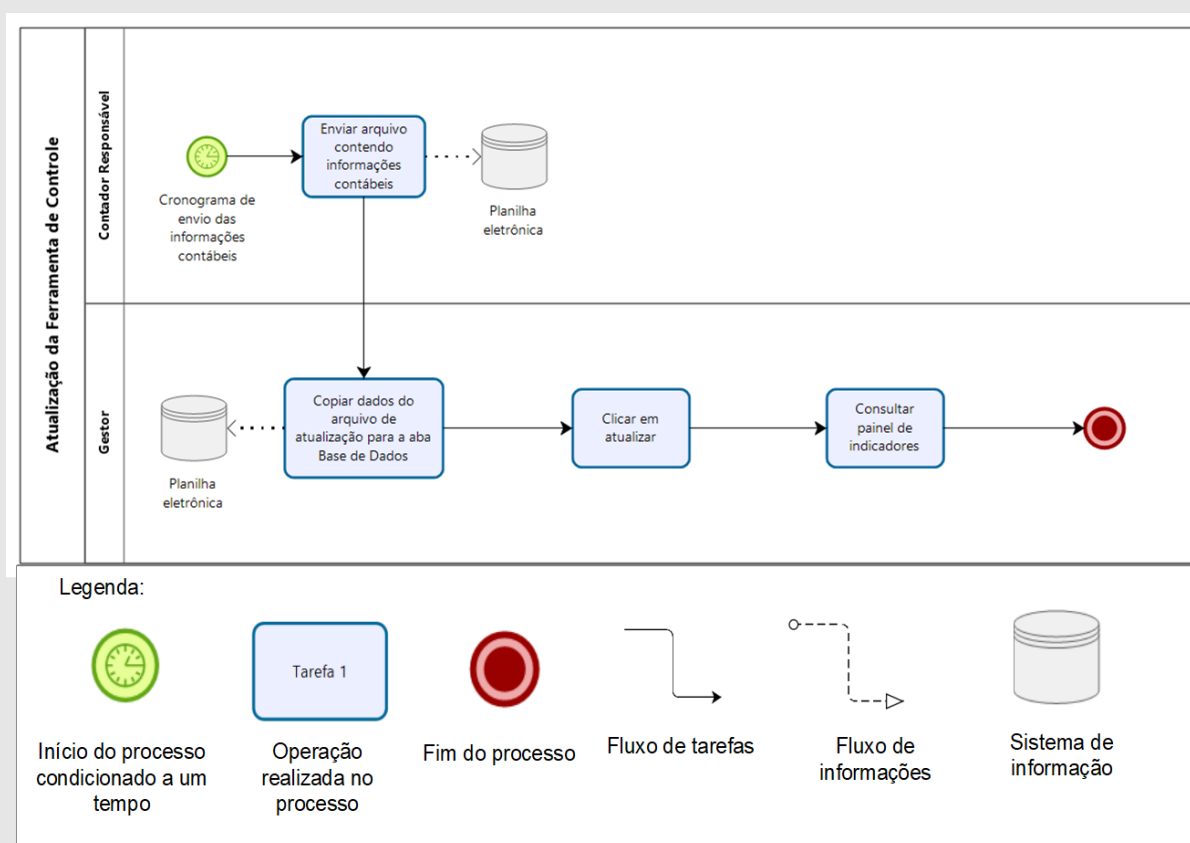 Atualização da Ferramenta de Controle
Contador Responsável
Cronograma de
envio das
informações
contábeis
Enviar arquivo
contendo
informações
contábeis
Planilha
eletrônica
Gestor
Planilha
eletrônica
Copiar dados do
arquivo de
atualização para a aba
Base de Dados
Clicar em
atualizar
Consultar
painel de
indicadores
Legenda:
Tarefa 1
Início do processo
condicionado a um
tempo
Operação
realizada no
processo
Fim do processo
Fluxo de tarefas
Fluxo de
informações
Sistema de
informação